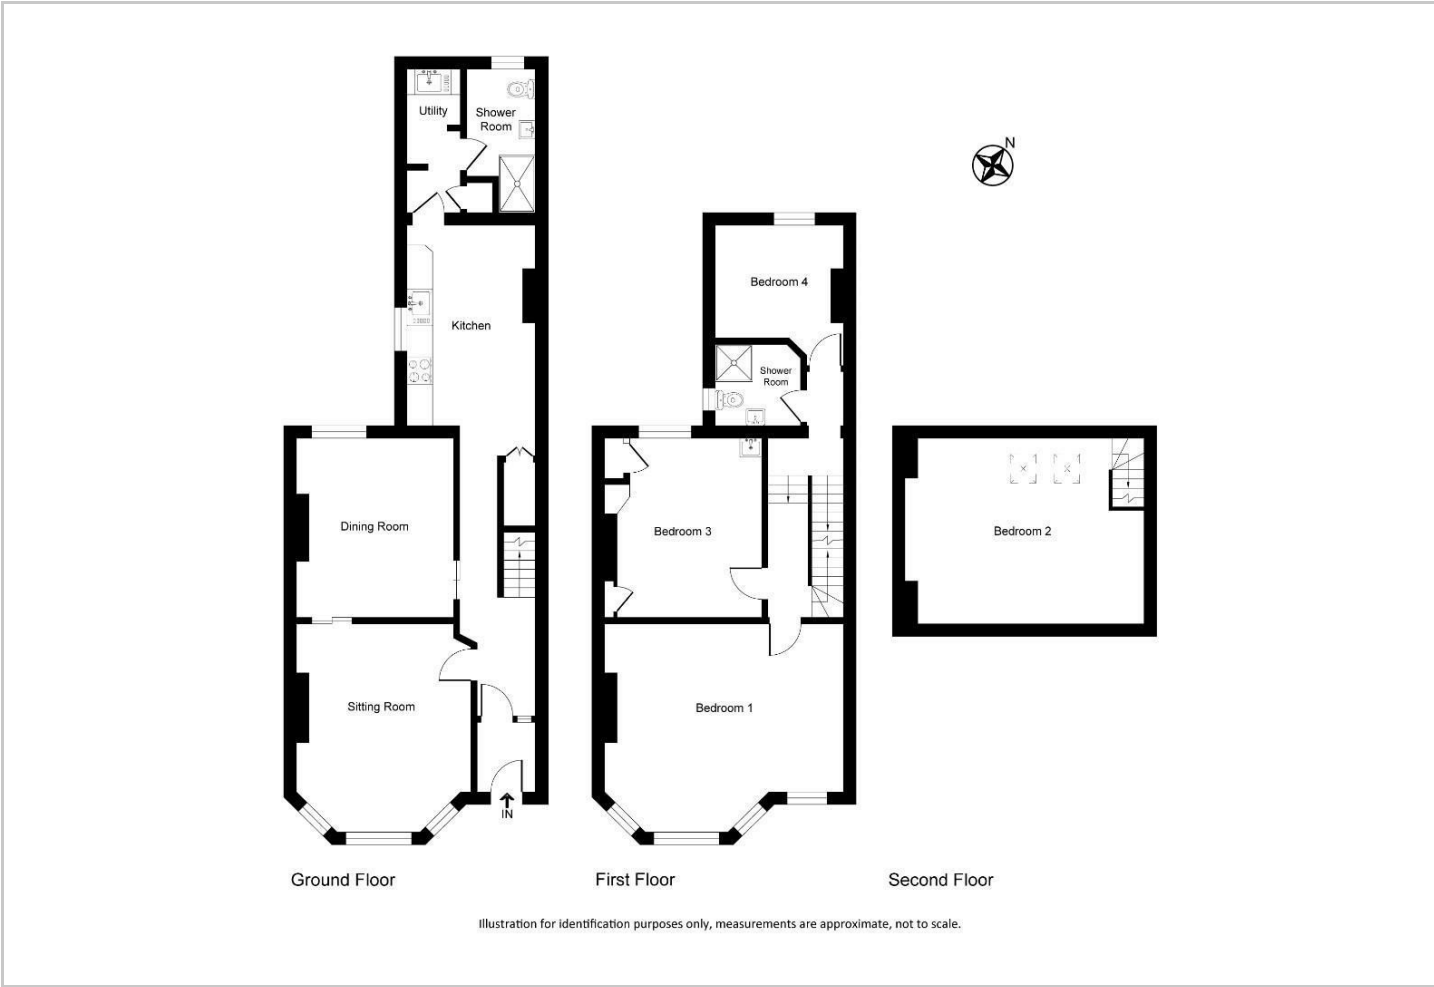 Utility
Shower
Room
Kitchen
Dining Room
Sitting Room
IN
Ground Floor
Bedroom 4
Shower
Room
Bedroom 3
Bedroom 1
First Floor
N
Bedroom 2
Second Floor
Illustration for identification purposes only, measurements are approximate, not to scale.